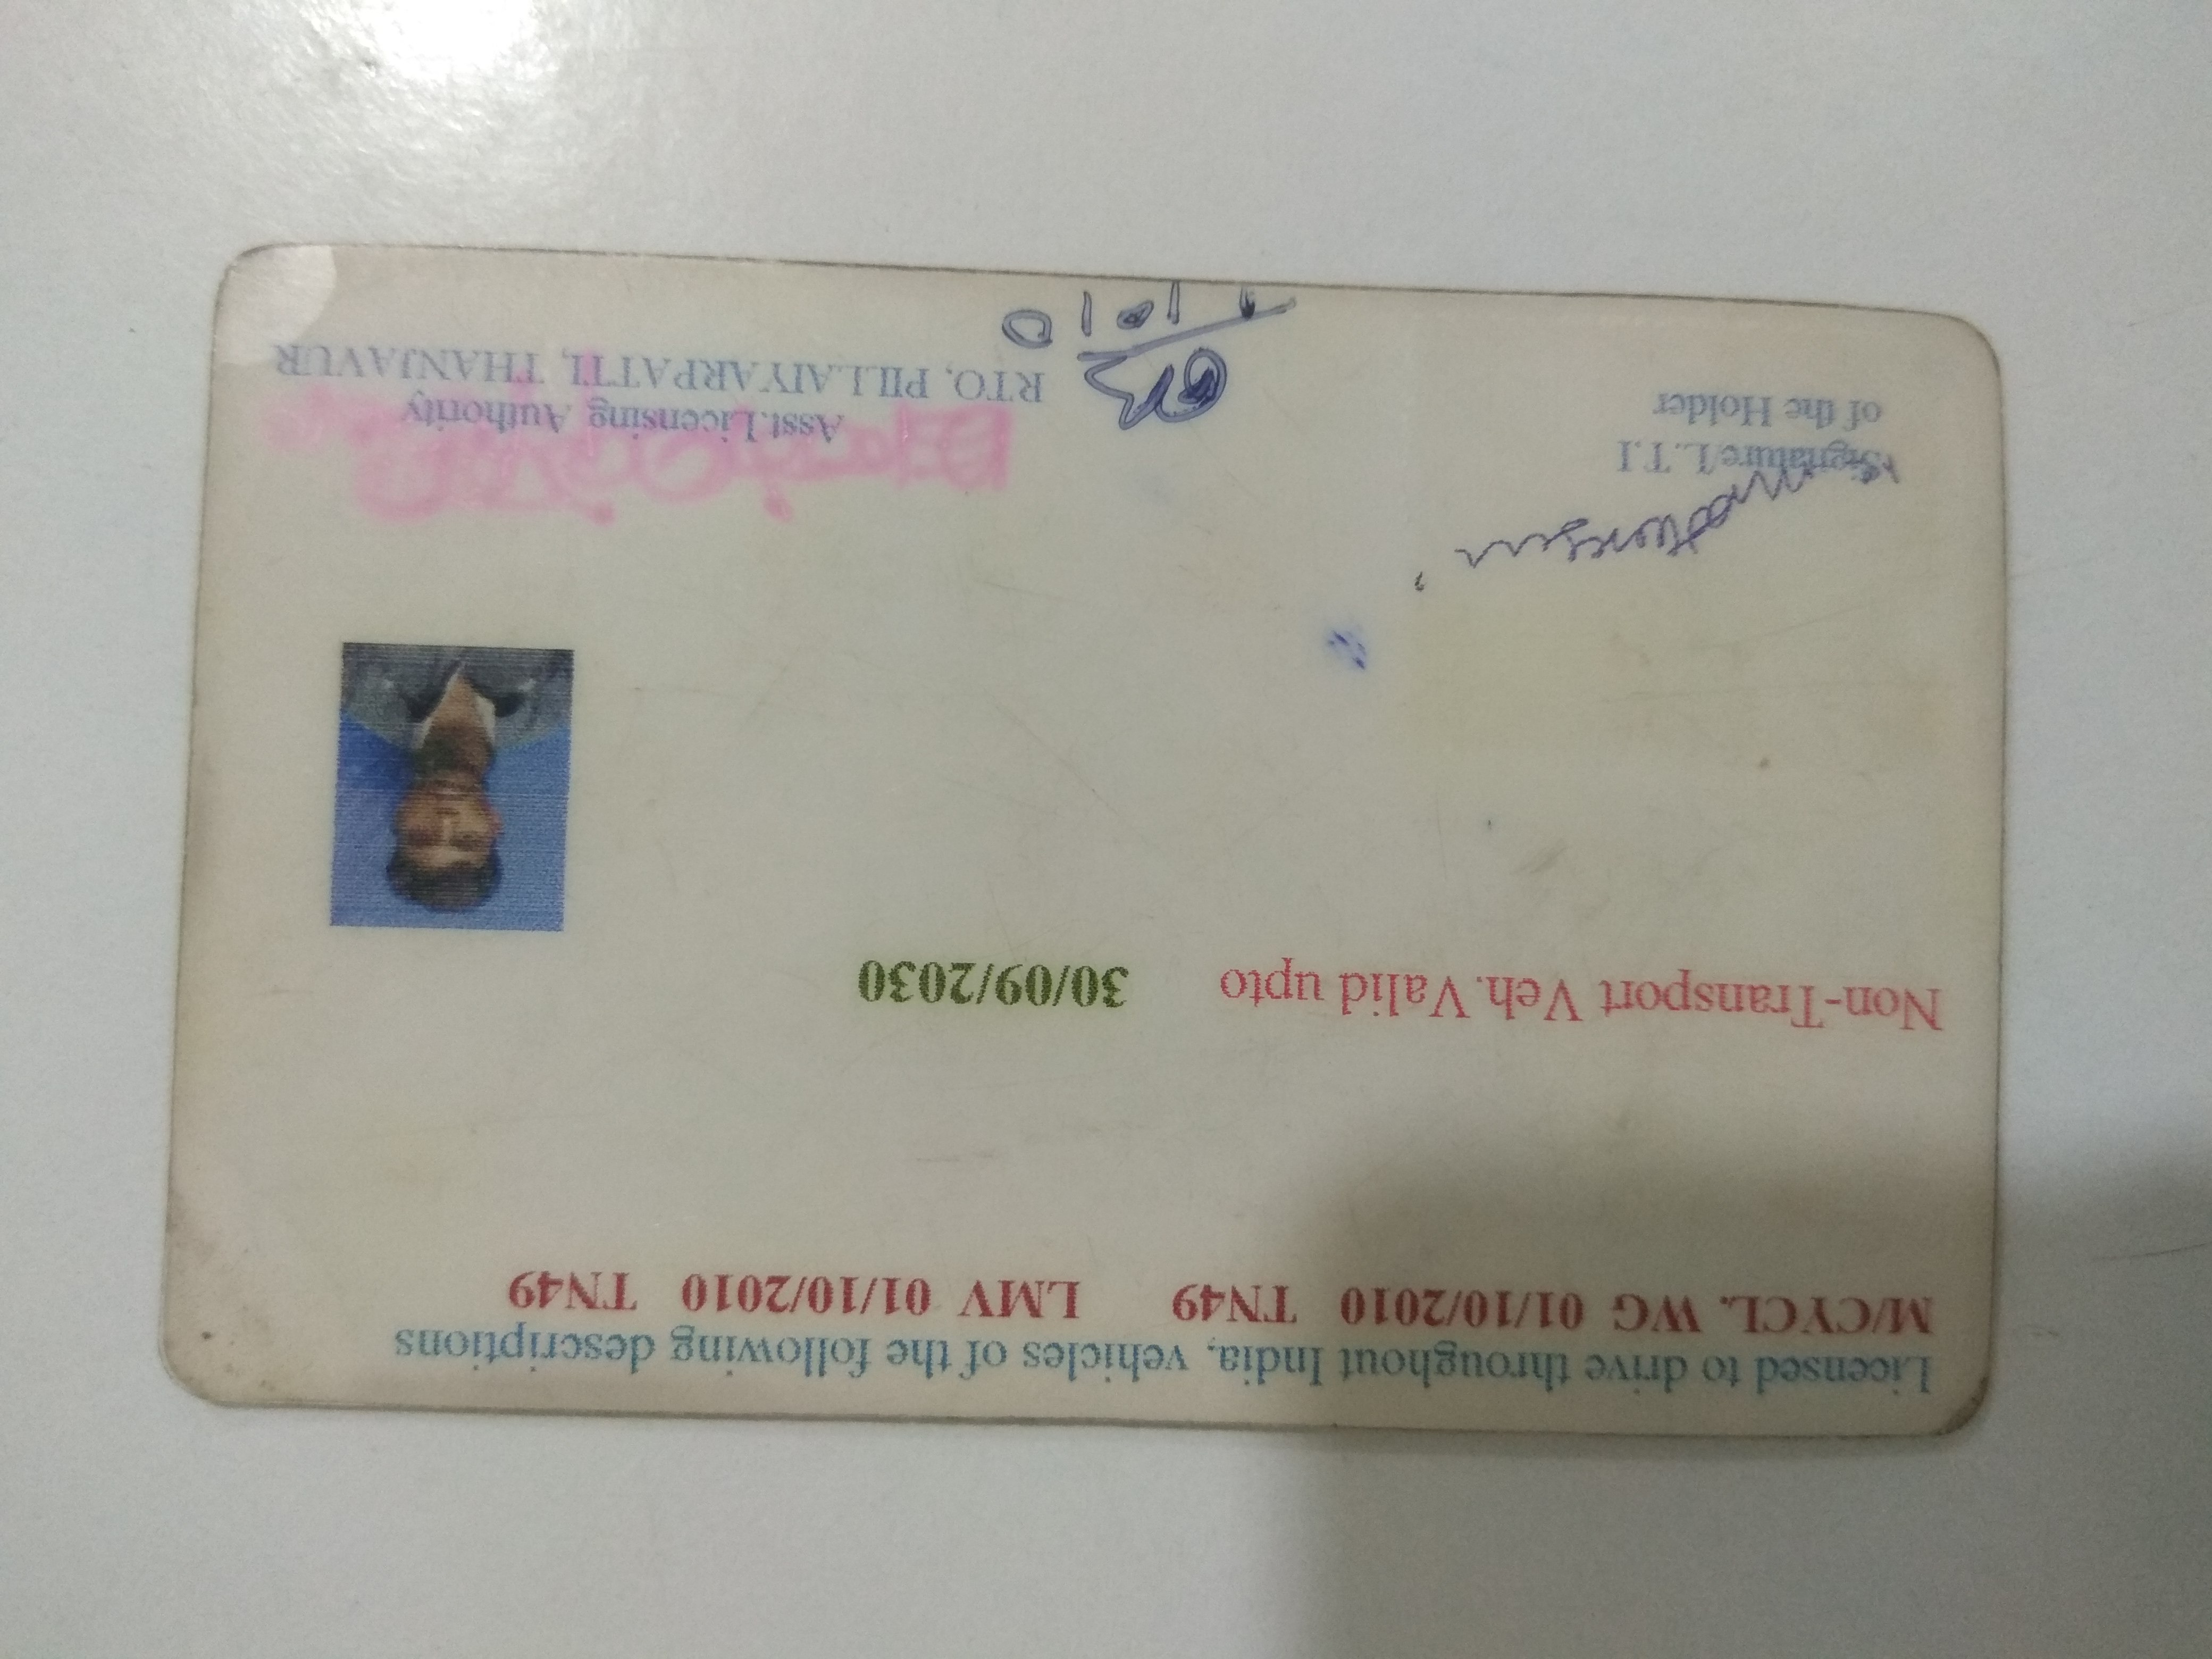 Licensed to drive throughout India, vehicles of the following descriptions
M/CYCL. WG 01/10/2010 TN49 LMV 01/10/2010 TN49
Non-Transport Veh. Valid upto 30/09/2030
Signature/L.T.I
of the Holder
Asst.Licensing Authority
RTO, PILLAIYARPATTI, THANJAVUR